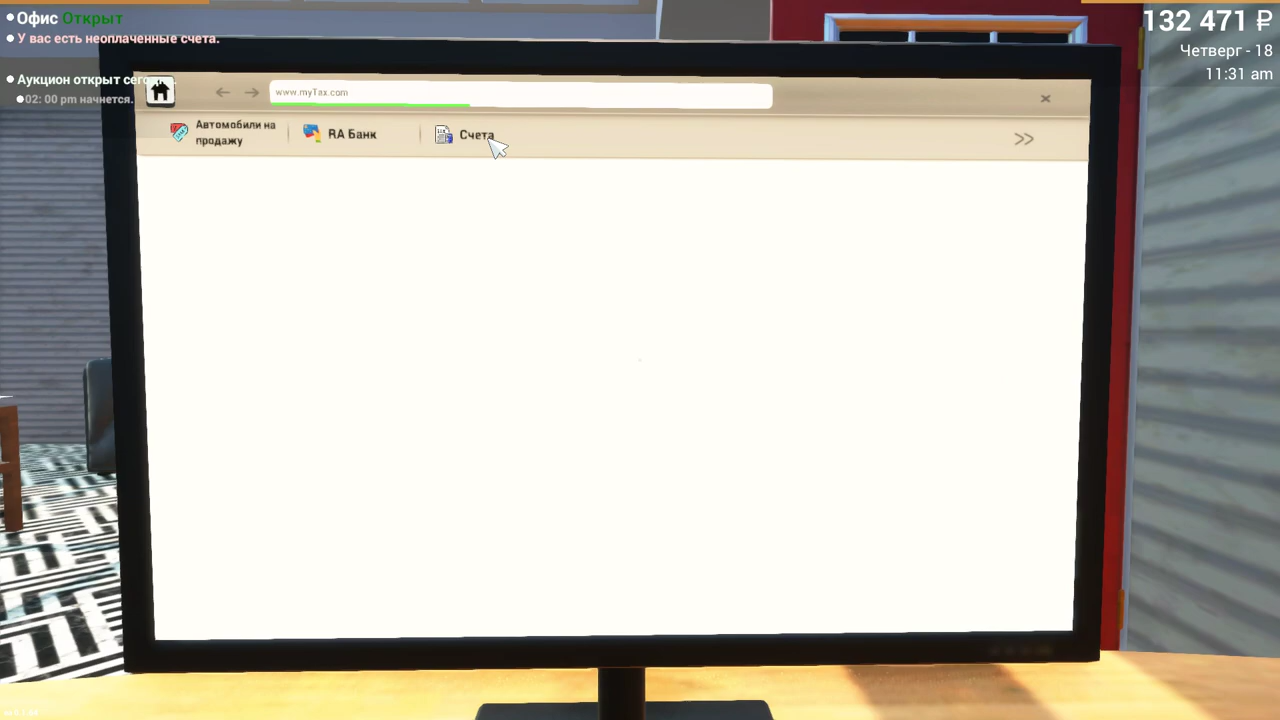 Офис Открыт
У вас есть неоплаченные счета.
Аукцион открыт
02: 00 pm начнется.
132 471 ₽
Четверг - 18
11:31 am
www.myTax.com
Автомобили на
продажу
RA Банк
Счета